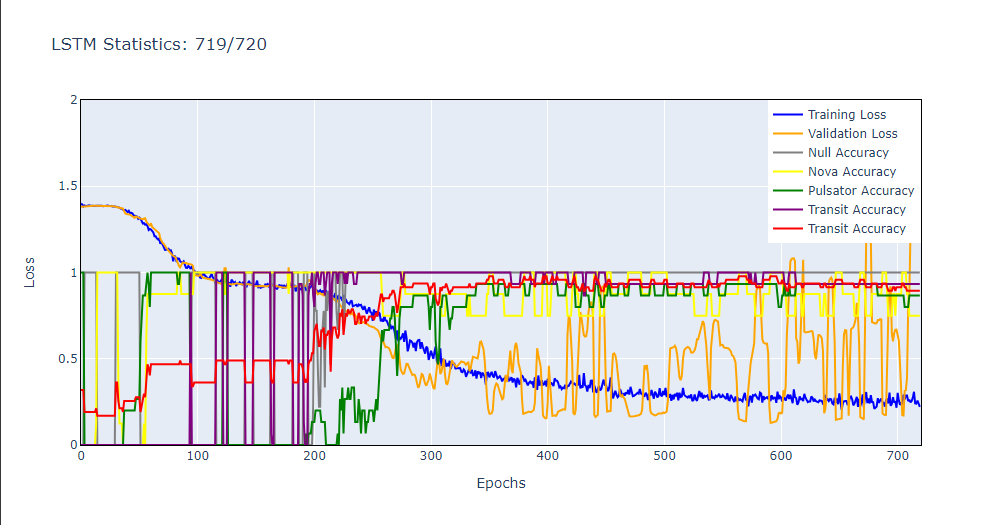 LSTM Statistics: 719/720
Training Loss
Validation Loss
Null Accuracy
Nova Accuracy
Pulsator Accuracy
Transit Accuracy
Transit Accuracy
2
1.5
1
0.5
0
Loss
0 100 200 300 400 500 600 700
Epochs